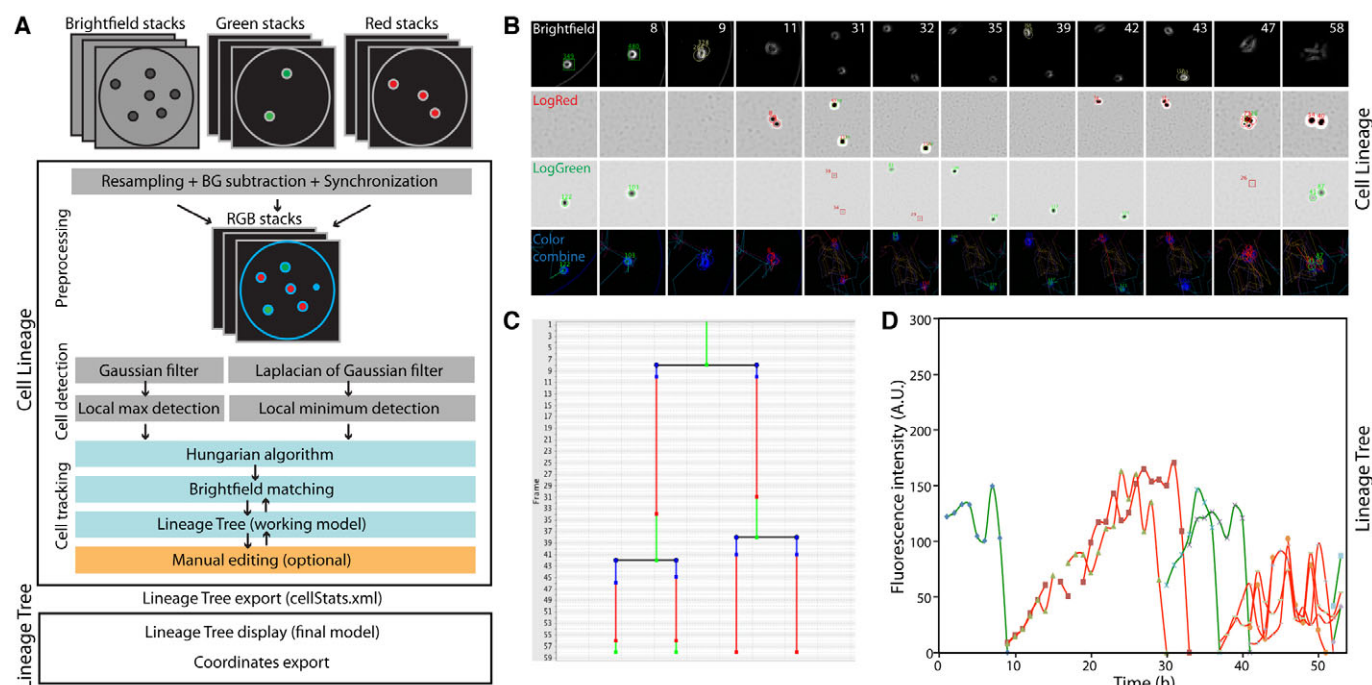 A
Brightfield stacks
Green stacks
Red stacks
Cell Lineage
Preprocessing
Resampling + BG subtraction + Synchronization
RGB stacks
Cell detection
Gaussian filter
Laplacian of Gaussian filter
Local max detection
Local minimum detection
Cell tracking
Hungarian algorithm
Brightfield matching
Lineage Tree (working model)
Manual editing (optional)
Lineage Tree export (cellStats.xml)
Lineage Tree
Lineage Tree display (final model)
Coordinates export
B
Brightfield
8
9
11
31
32
35
39
42
43
47
58
LogRed
LogGreen
Color
combine
Cell Lineage
C
Frame
1
3
5
7
9
11
13
15
17
19
21
23
25
27
29
31
33
35
37
39
41
43
45
47
49
51
53
55
57
59
D
Fluorescence intensity (A.U.)
300
250
200
150
100
50
0
0
10
20
30
40
50
Time (h)
Lineage Tree